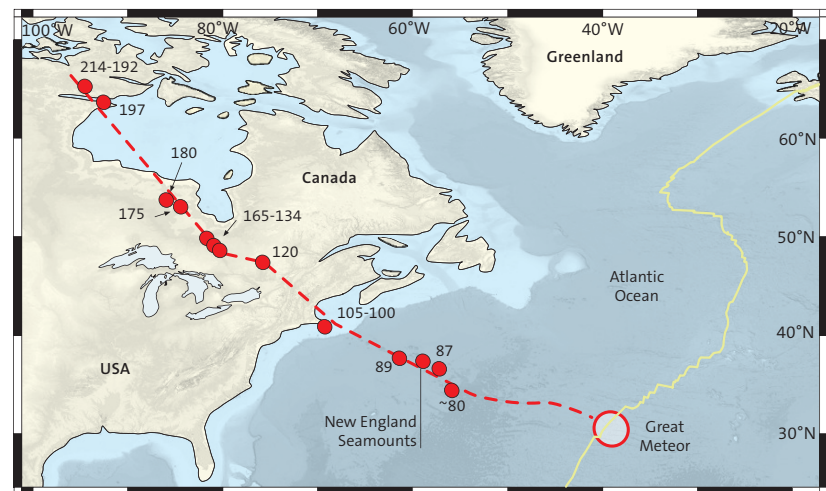 100°W
80°W
60°W
40°W
20°W
Greenland
214-192
197
60°N
180
Canada
175
165-134
50°N
120
Atlantic
Ocean
105-100
40°N
87
89
USA
~80
New England
Seamounts
Great
Meteor
30°N